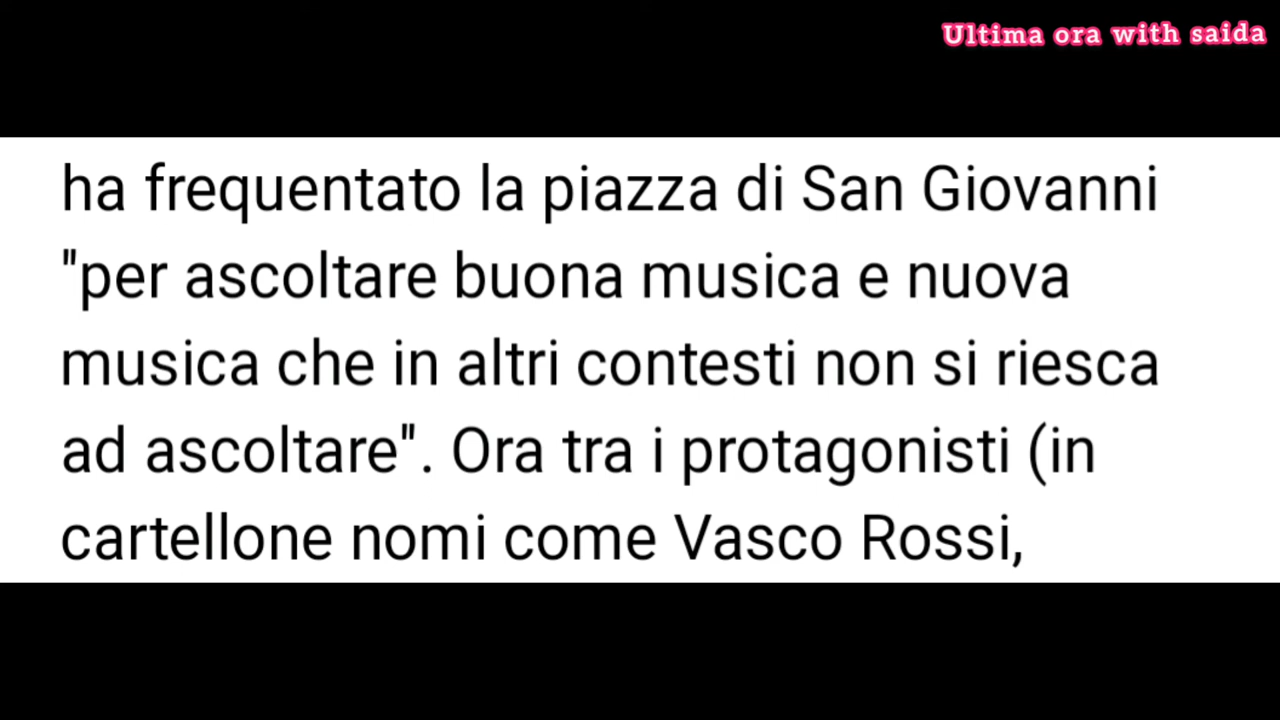 Ultima ora with saida
ha frequentato la piazza di San Giovanni
"per ascoltare buona musica e nuova
musica che in altri contesti non si riesca
ad ascoltare". Ora tra i protagonisti (in
cartellone nomi come Vasco Rossi,